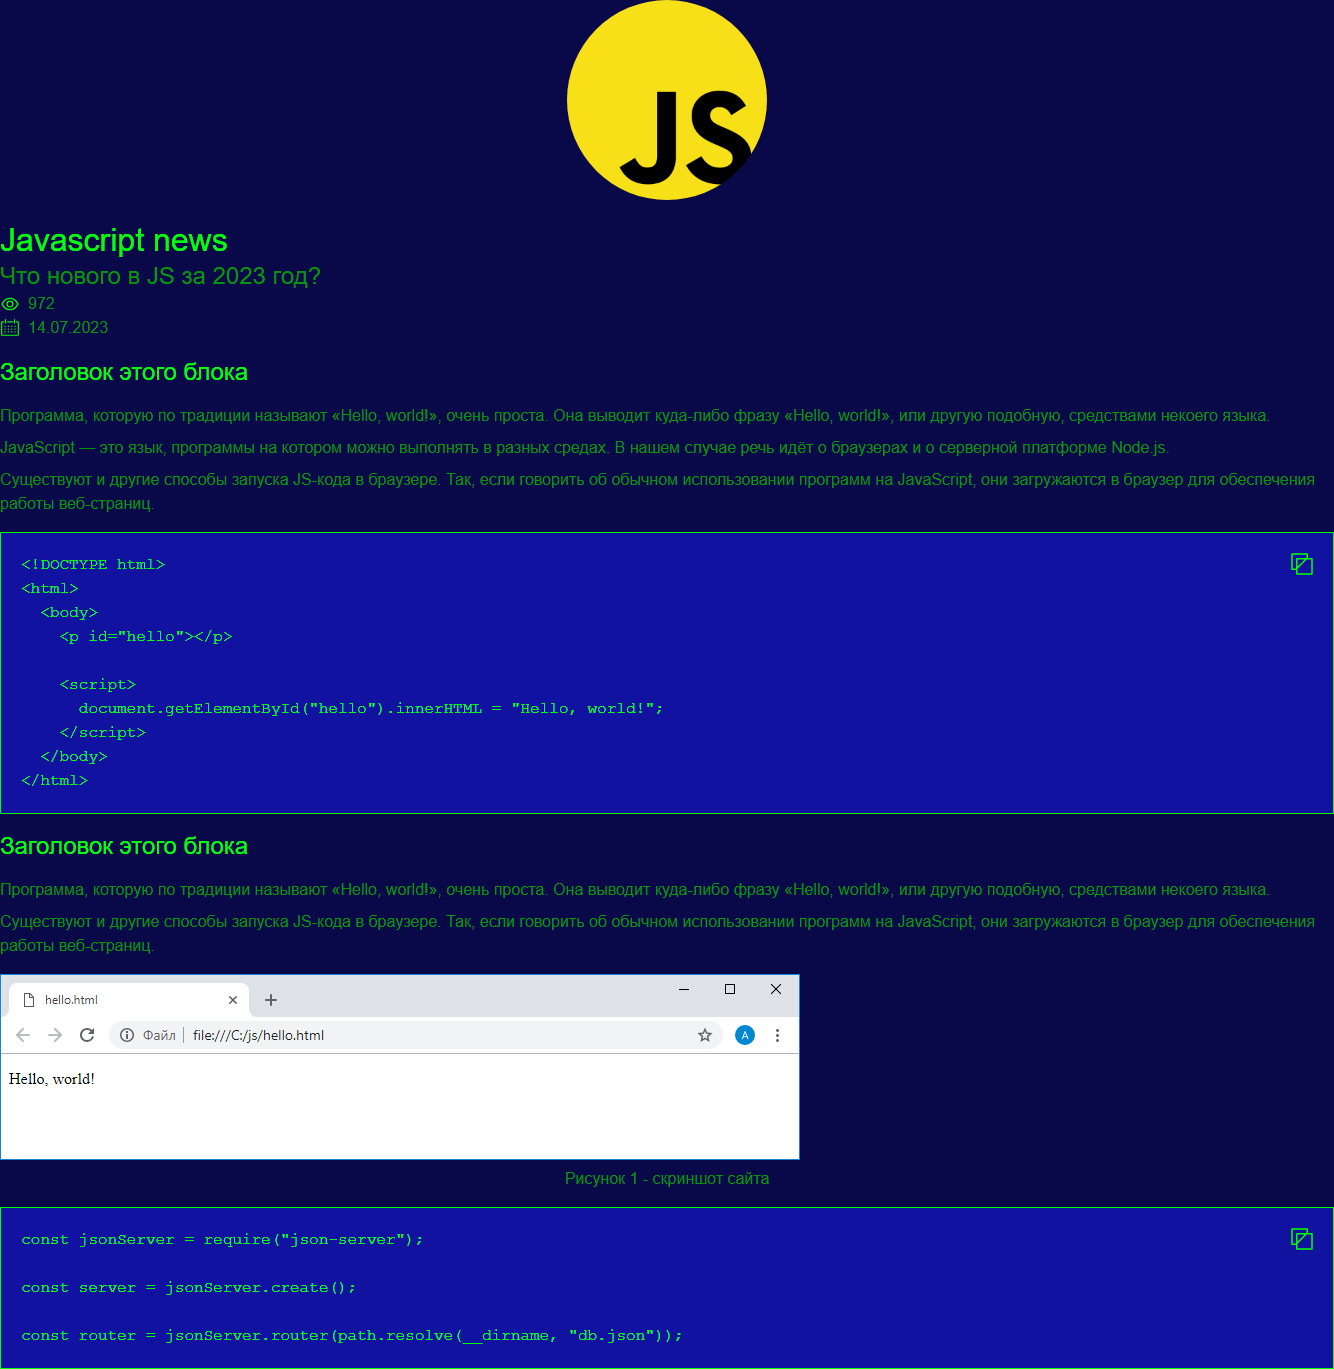 JS
Javascript news
Что нового в JS за 2023 год?
972
14.07.2023
Заголовок этого блока
Программа, которую по традиции называют «Hello, world!», очень проста. Она выводит куда-либо фразу «Hello, world!», или другую подобную, средствами некоего языка.
JavaScript — это язык, программы на котором можно выполнять в разных средах. В нашем случае речь идёт о браузерах и о серверной платформе Node.js.
Существуют и другие способы запуска JS-кода в браузере. Так, если говорить об обычном использовании программ на JavaScript, они загружаются в браузер для обеспечения
работы веб-страниц.
<!DOCTYPE html>
<html>
  <body>
    <p id="hello"></p>
    <script>
      document.getElementById("hello").innerHTML = "Hello, world!";
    </script>
  </body>
</html>
Заголовок этого блока
Программа, которую по традиции называют «Hello, world!», очень проста. Она выводит куда-либо фразу «Hello, world!», или другую подобную, средствами некоего языка.
Существуют и другие способы запуска JS-кода в браузере. Так, если говорить об обычном использовании программ на JavaScript, они загружаются в браузер для обеспечения
работы веб-страниц.
hello.html
Файл | file:///C:/js/hello.html A
Hello, world!
Рисунок 1 - скриншот сайта
const jsonServer = require("json-server");
const server = jsonServer.create();
const router = jsonServer.router(path.resolve(__dirname, "db.json"));